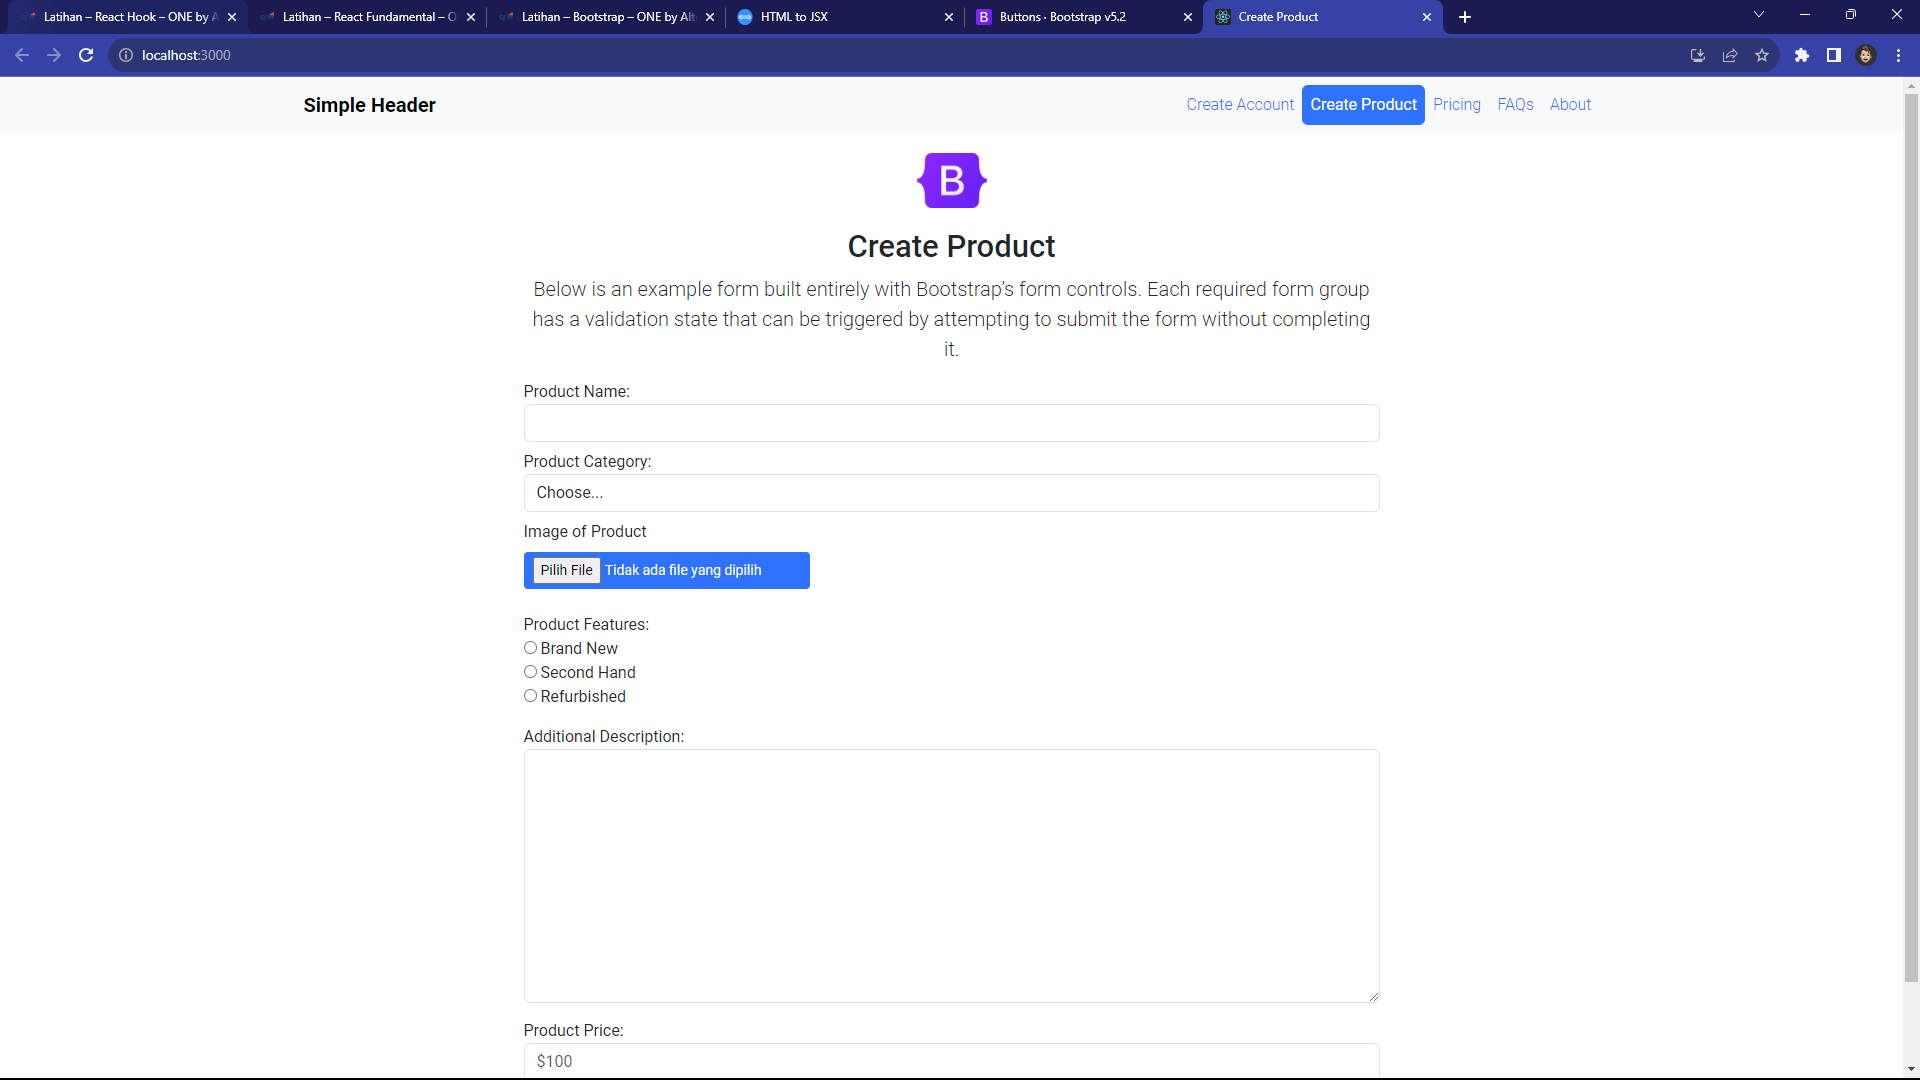 Latihan – React Hook – ONE by A
Latihan – React Fundamental – O
Latihan – Bootstrap – ONE by Alt
HTML to JSX
B
Buttons · Bootstrap v5.2
Create Product
localhost:3000
Simple Header
Create Account
Create Product
Pricing
FAQs
About
B
Create Product
Below is an example form built entirely with Bootstrap’s form controls. Each required form group
has a validation state that can be triggered by attempting to submit the form without completing
it.
Product Name:
Product Category:
Choose...
Image of Product
Pilih File Tidak ada file yang dipilih
Product Features:
Brand New
Second Hand
Refurbished
Additional Description:
Product Price:
$100